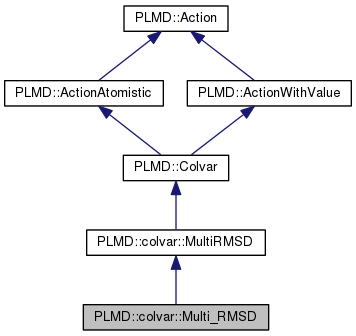 PLMD::Action
PLMD::ActionAtomistic
PLMD::ActionWithValue
PLMD::Colvar
PLMD::colvar::MultiRMSD
PLMD::colvar::Multi_RMSD